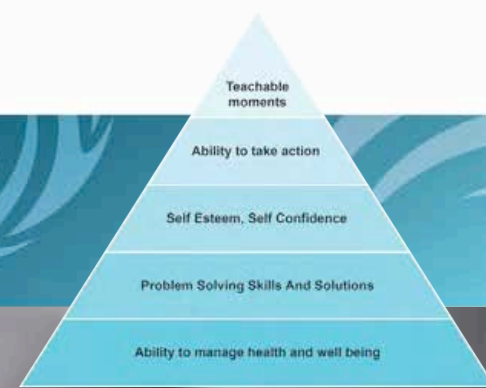 Teachable
moments
Ability to take action
Self Esteem, Self Confidence
Problem Solving Skills And Solutions
Ability to manage health and well being